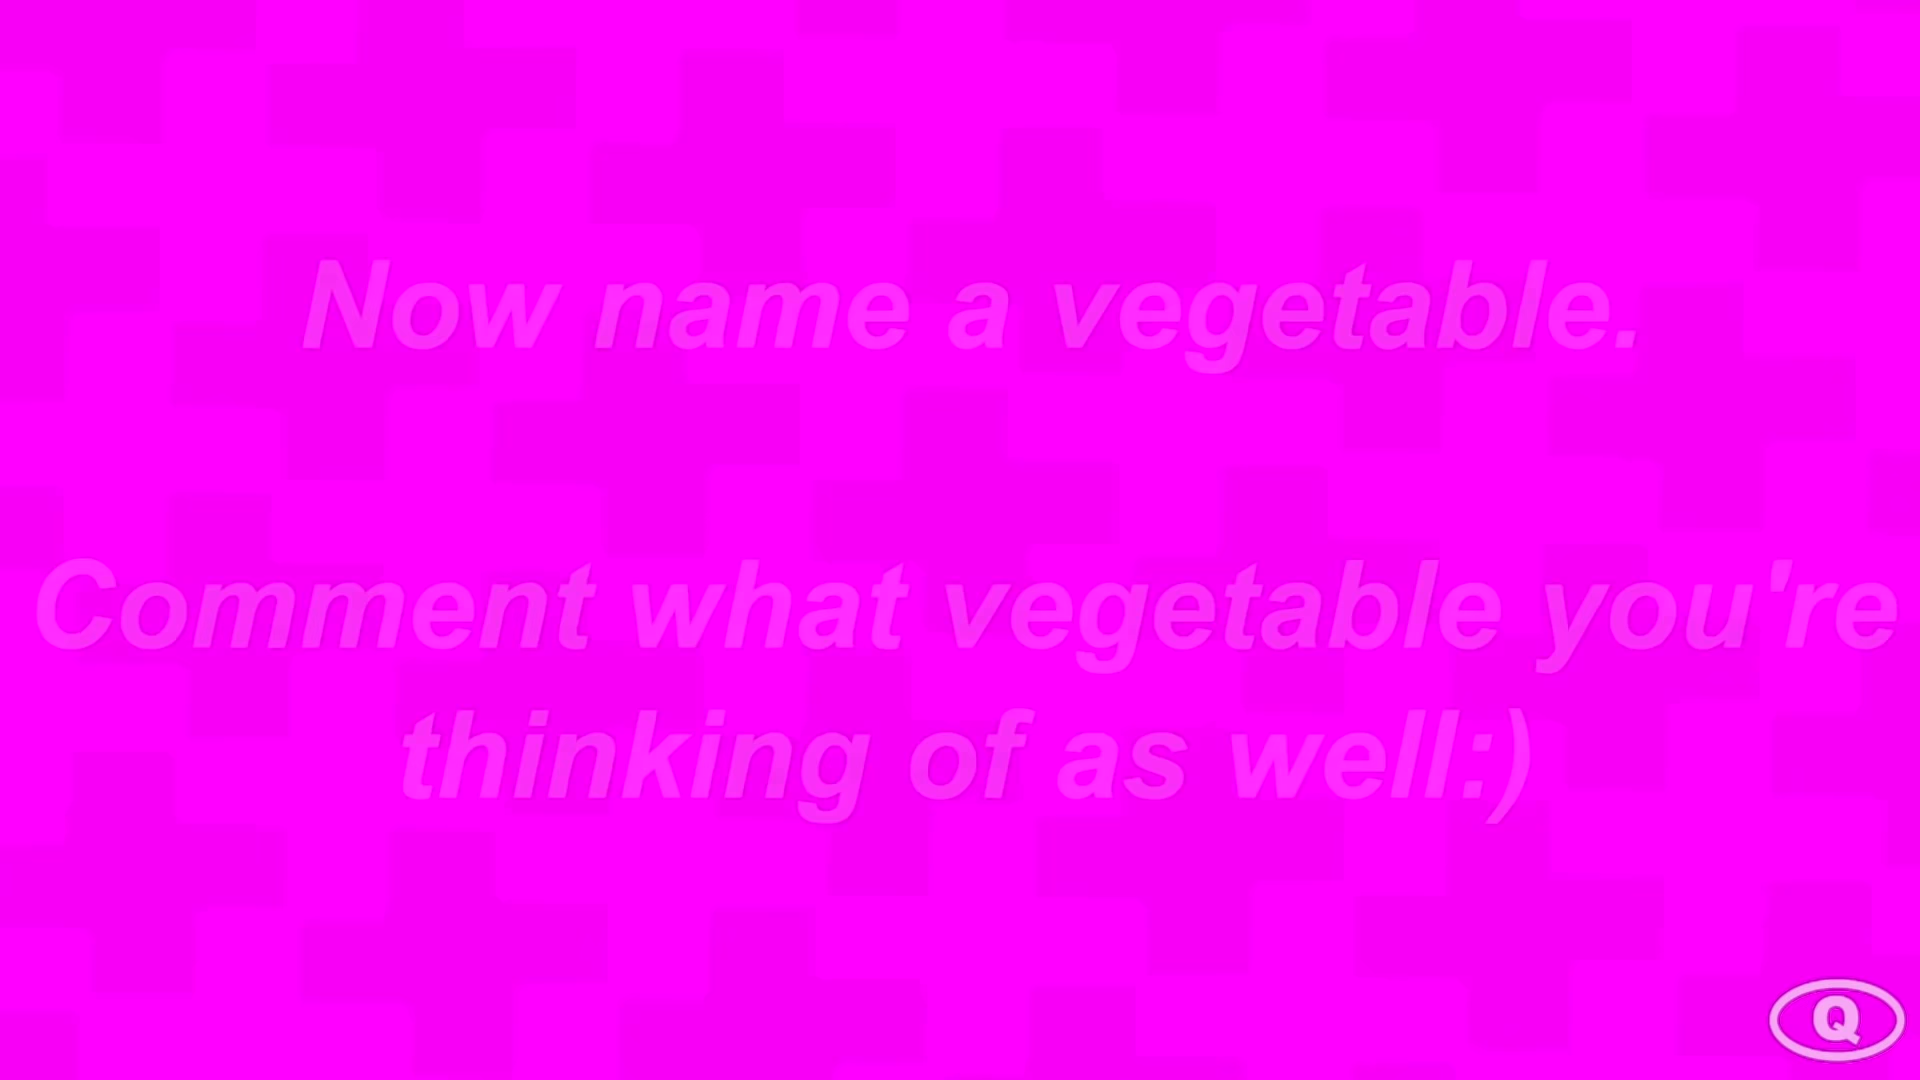 Now name a vegetable.
Comment what vegetable you're
thinking of as well:)
Q